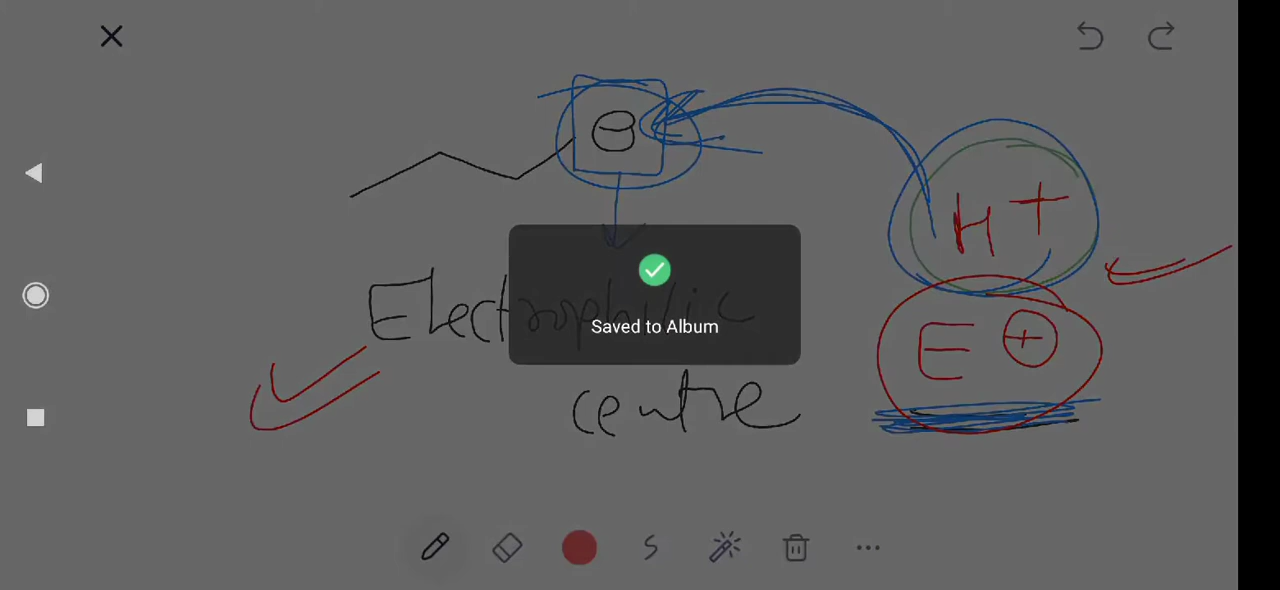 ⊖
H +
Electrophilic
Saved to Album
E ⊕
centre